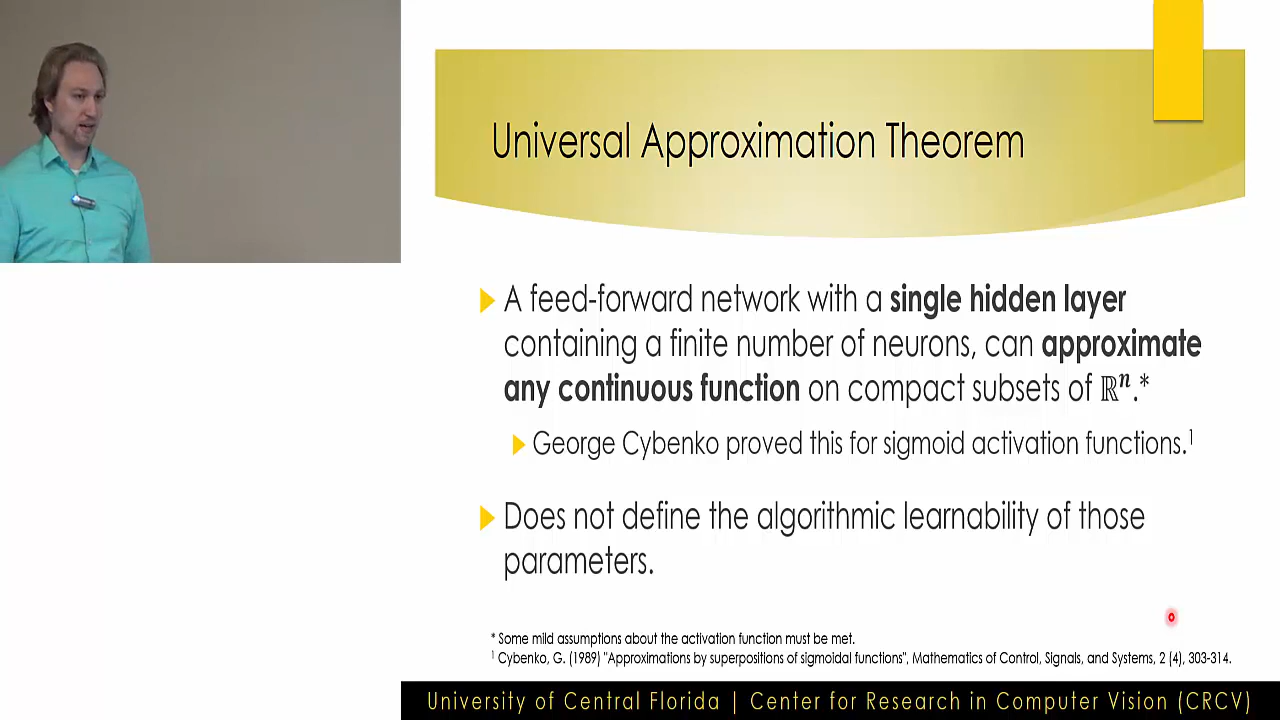 Universal Approximation Theorem
A feed-forward network with a single hidden layer
containing a finite number of neurons, can approximate
any continuous function on compact subsets of ℝⁿ.*
George Cybenko proved this for sigmoid activation functions.¹
Does not define the algorithmic learnability of those
parameters.
* Some mild assumptions about the activation function must be met.
¹ Cybenko, G. (1989) "Approximations by superpositions of sigmoidal functions", Mathematics of Control, Signals, and Systems, 2 (4), 303-314.
University of Central Florida | Center for Research in Computer Vision (CRCV)